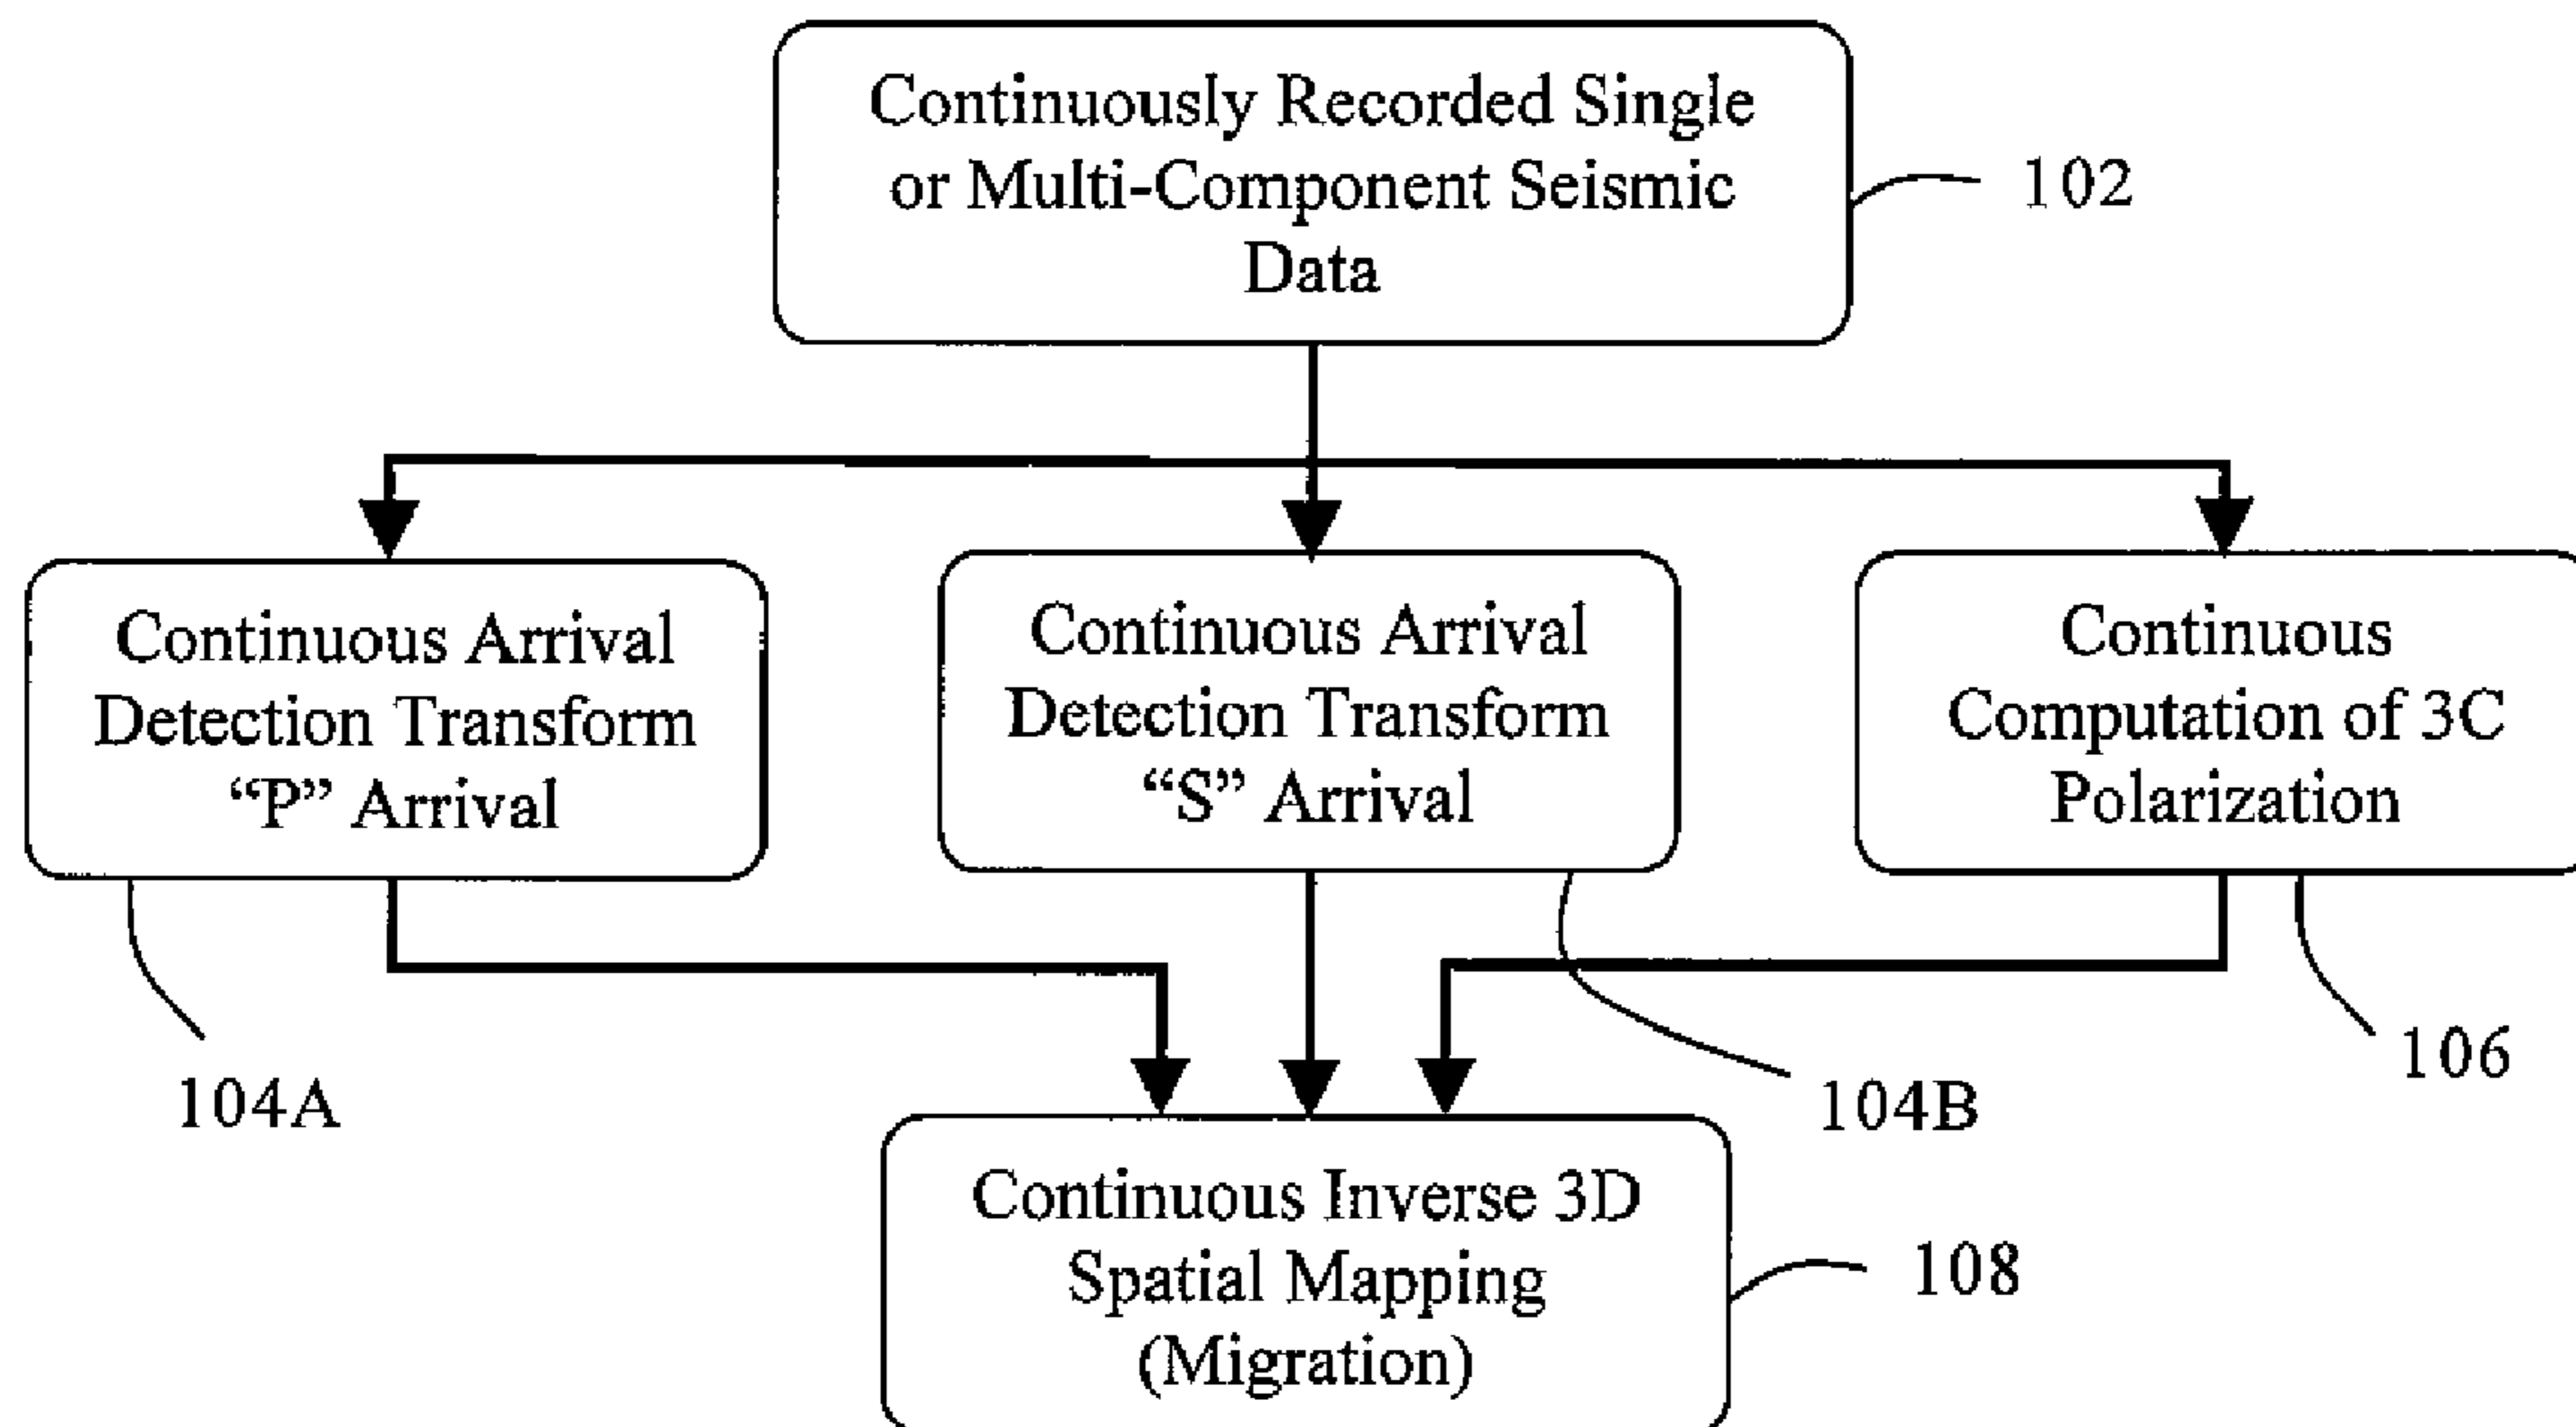 Continuously Recorded Single
or Multi-Component Seismic
Data
102
Continuous Arrival
Detection Transform
“P” Arrival
Continuous Arrival
Detection Transform
“S” Arrival
Continuous
Computation of 3C
Polarization
104A
104B
106
Continuous Inverse 3D
Spatial Mapping
(Migration)
108